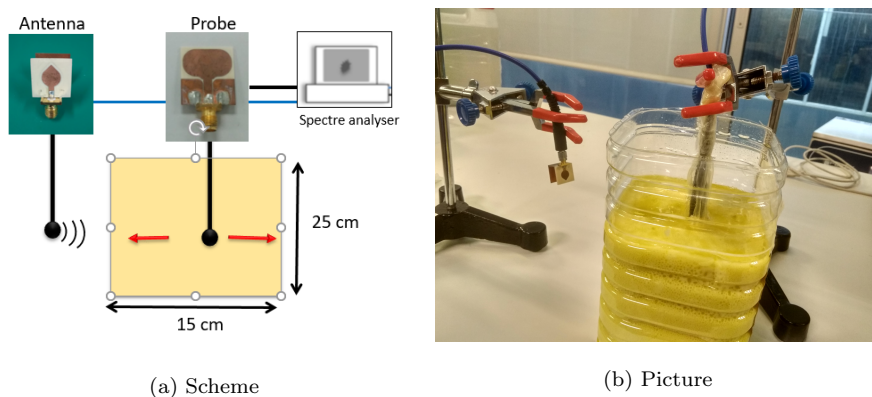 Antenna
Probe
Spectre analyser
25 cm
15 cm
(a) Scheme
(b) Picture